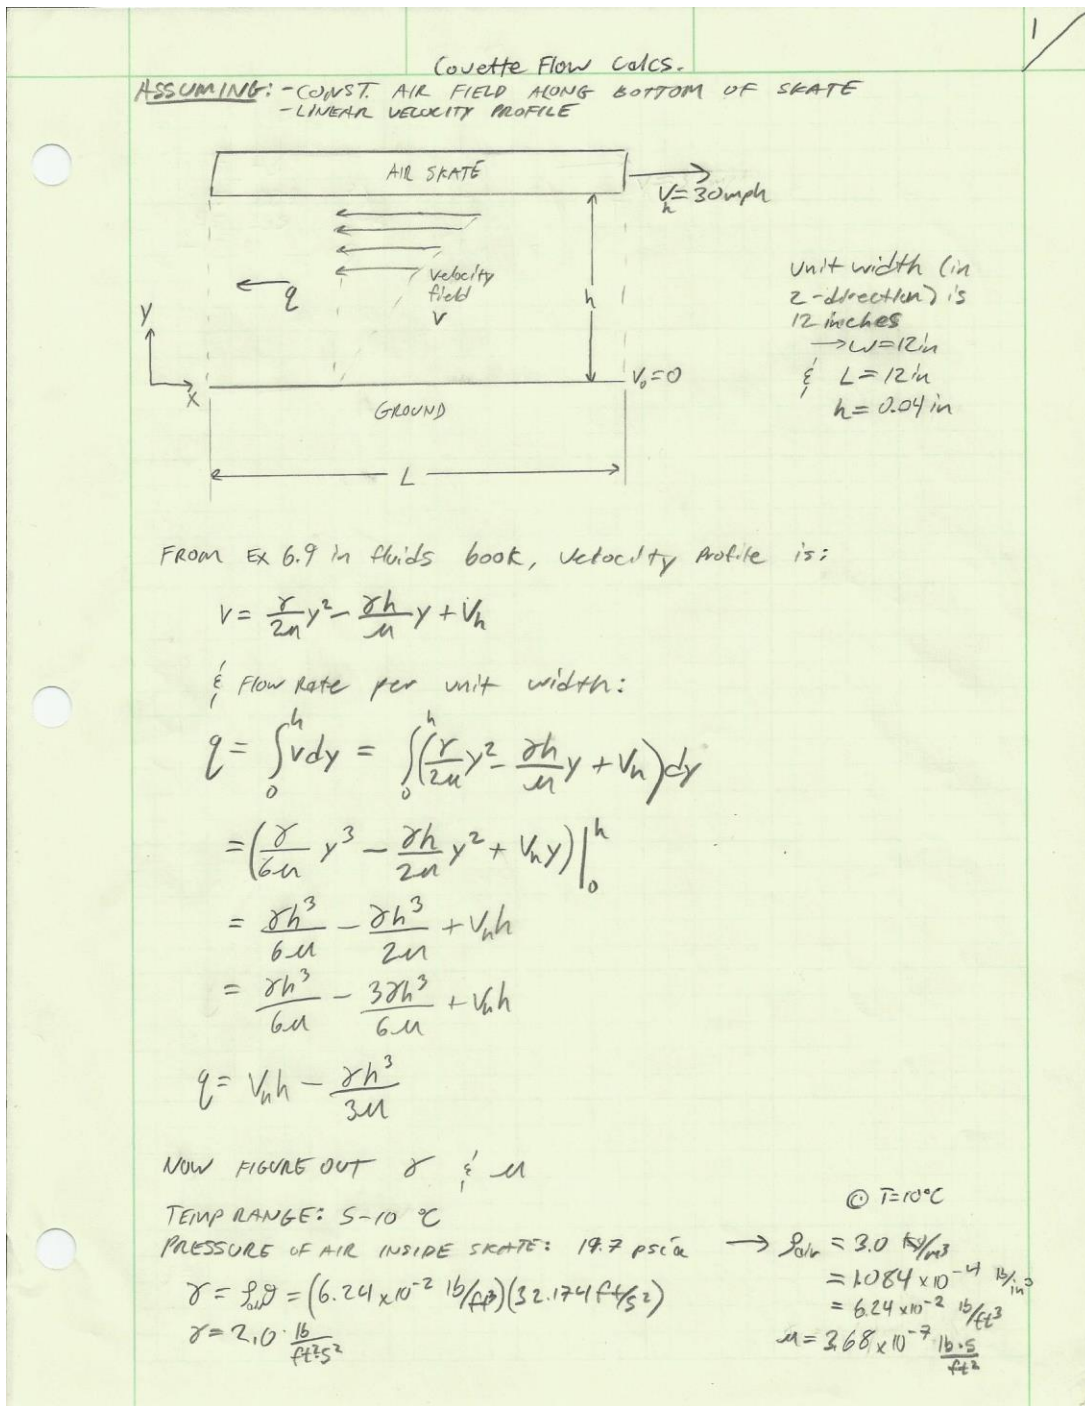 1
Couette Flow Calcs.
ASSUMING: - CONST. AIR FIELD ALONG BOTTOM OF SKATE
- LINEAR VELOCITY PROFILE
AIR SKATE
V_h = 30mph
velocity
field
v
q
h
y
x
V₀ = 0
GROUND
L
unit width (in
z-direction) is
12 inches
→ w = 12in
& L = 12in
h = 0.04 in
FROM EX 6.9 in fluids book, velocity profile is:
v = γ/2μ y² - γh/μ y + V_h
& Flow Rate per unit width:
q = ∫₀ʰ v dy = ∫₀ʰ (γ/2μ y² - γh/μ y + V_h) dy
= (γ/6μ y³ - γh/2μ y² + V_h y) |₀ʰ
= γh³/6μ - γh³/2μ + V_h h
= γh³/6μ - 3γh³/6μ + V_h h
q = V_h h - γh³/3μ
NOW FIGURE OUT γ & μ
TEMP RANGE: 5-10 °C
PRESSURE OF AIR INSIDE SKATE: 19.7 psia →
@ T=10°C
ρ_air = 3.0 kg/m³
= 1.084 x 10⁻⁴ lb/in³
= 6.24 x 10⁻² lb/ft³
μ = 3.68 x 10⁻⁷ lb·s/ft²
γ = ρ_air g = (6.24 x 10⁻² lb/ft³)(32.174 ft/s²)
γ = 2.0 lb/ft²·s²